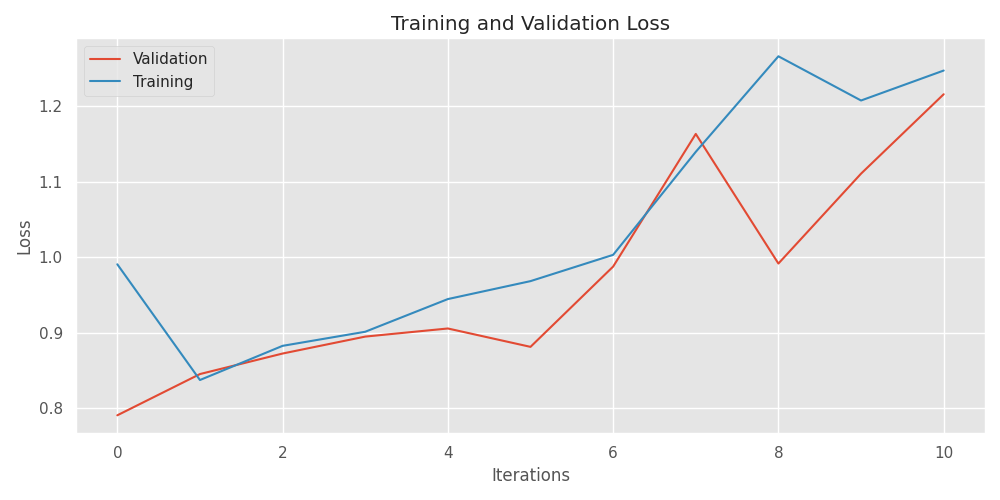 Training and Validation Loss
Validation
Training
Loss
1.2
1.1
1.0
0.9
0.8
0 2 4 6 8 10
Iterations